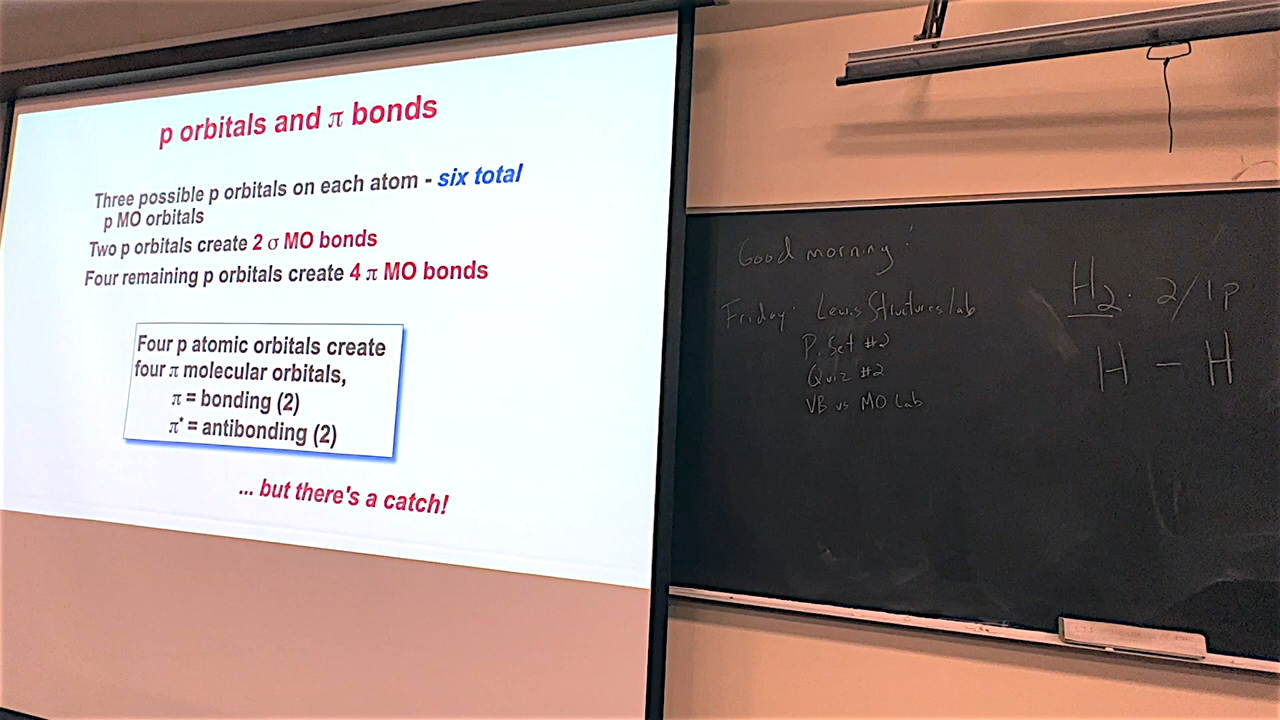 p orbitals and π bonds
Three possible p orbitals on each atom - six total
p MO orbitals
Two p orbitals create 2 σ MO bonds
Four remaining p orbitals create 4 π MO bonds
Four p atomic orbitals create
four π molecular orbitals,
π = bonding (2)
π* = antibonding (2)
... but there's a catch!
Good morning!
Friday: Lewis Structures lab
P. Set #2
Quiz #2
VB vs MO Lab
H2. 2/1p
H - H